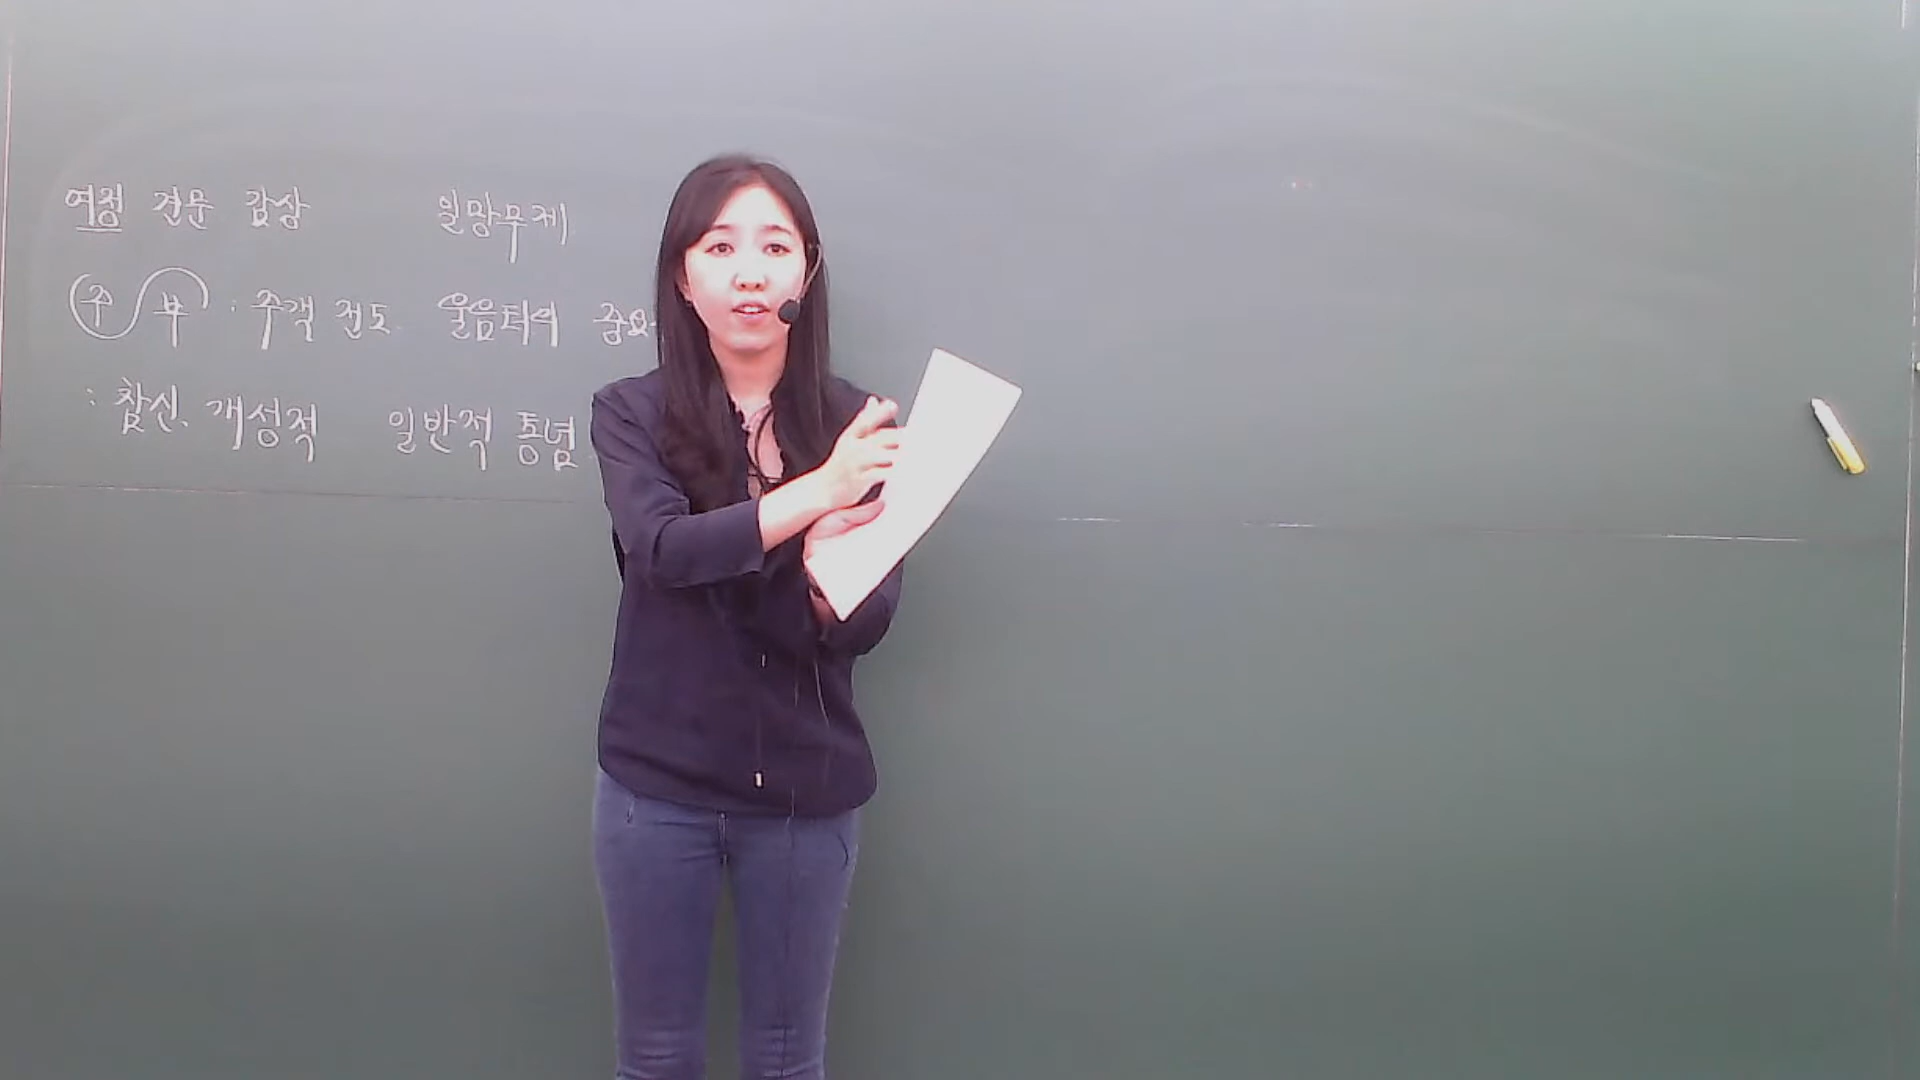 여정 견문 감상 일망무제
주 부 : 주객 전도 울음터의 중요
: 참신, 개성적 일반적 통념